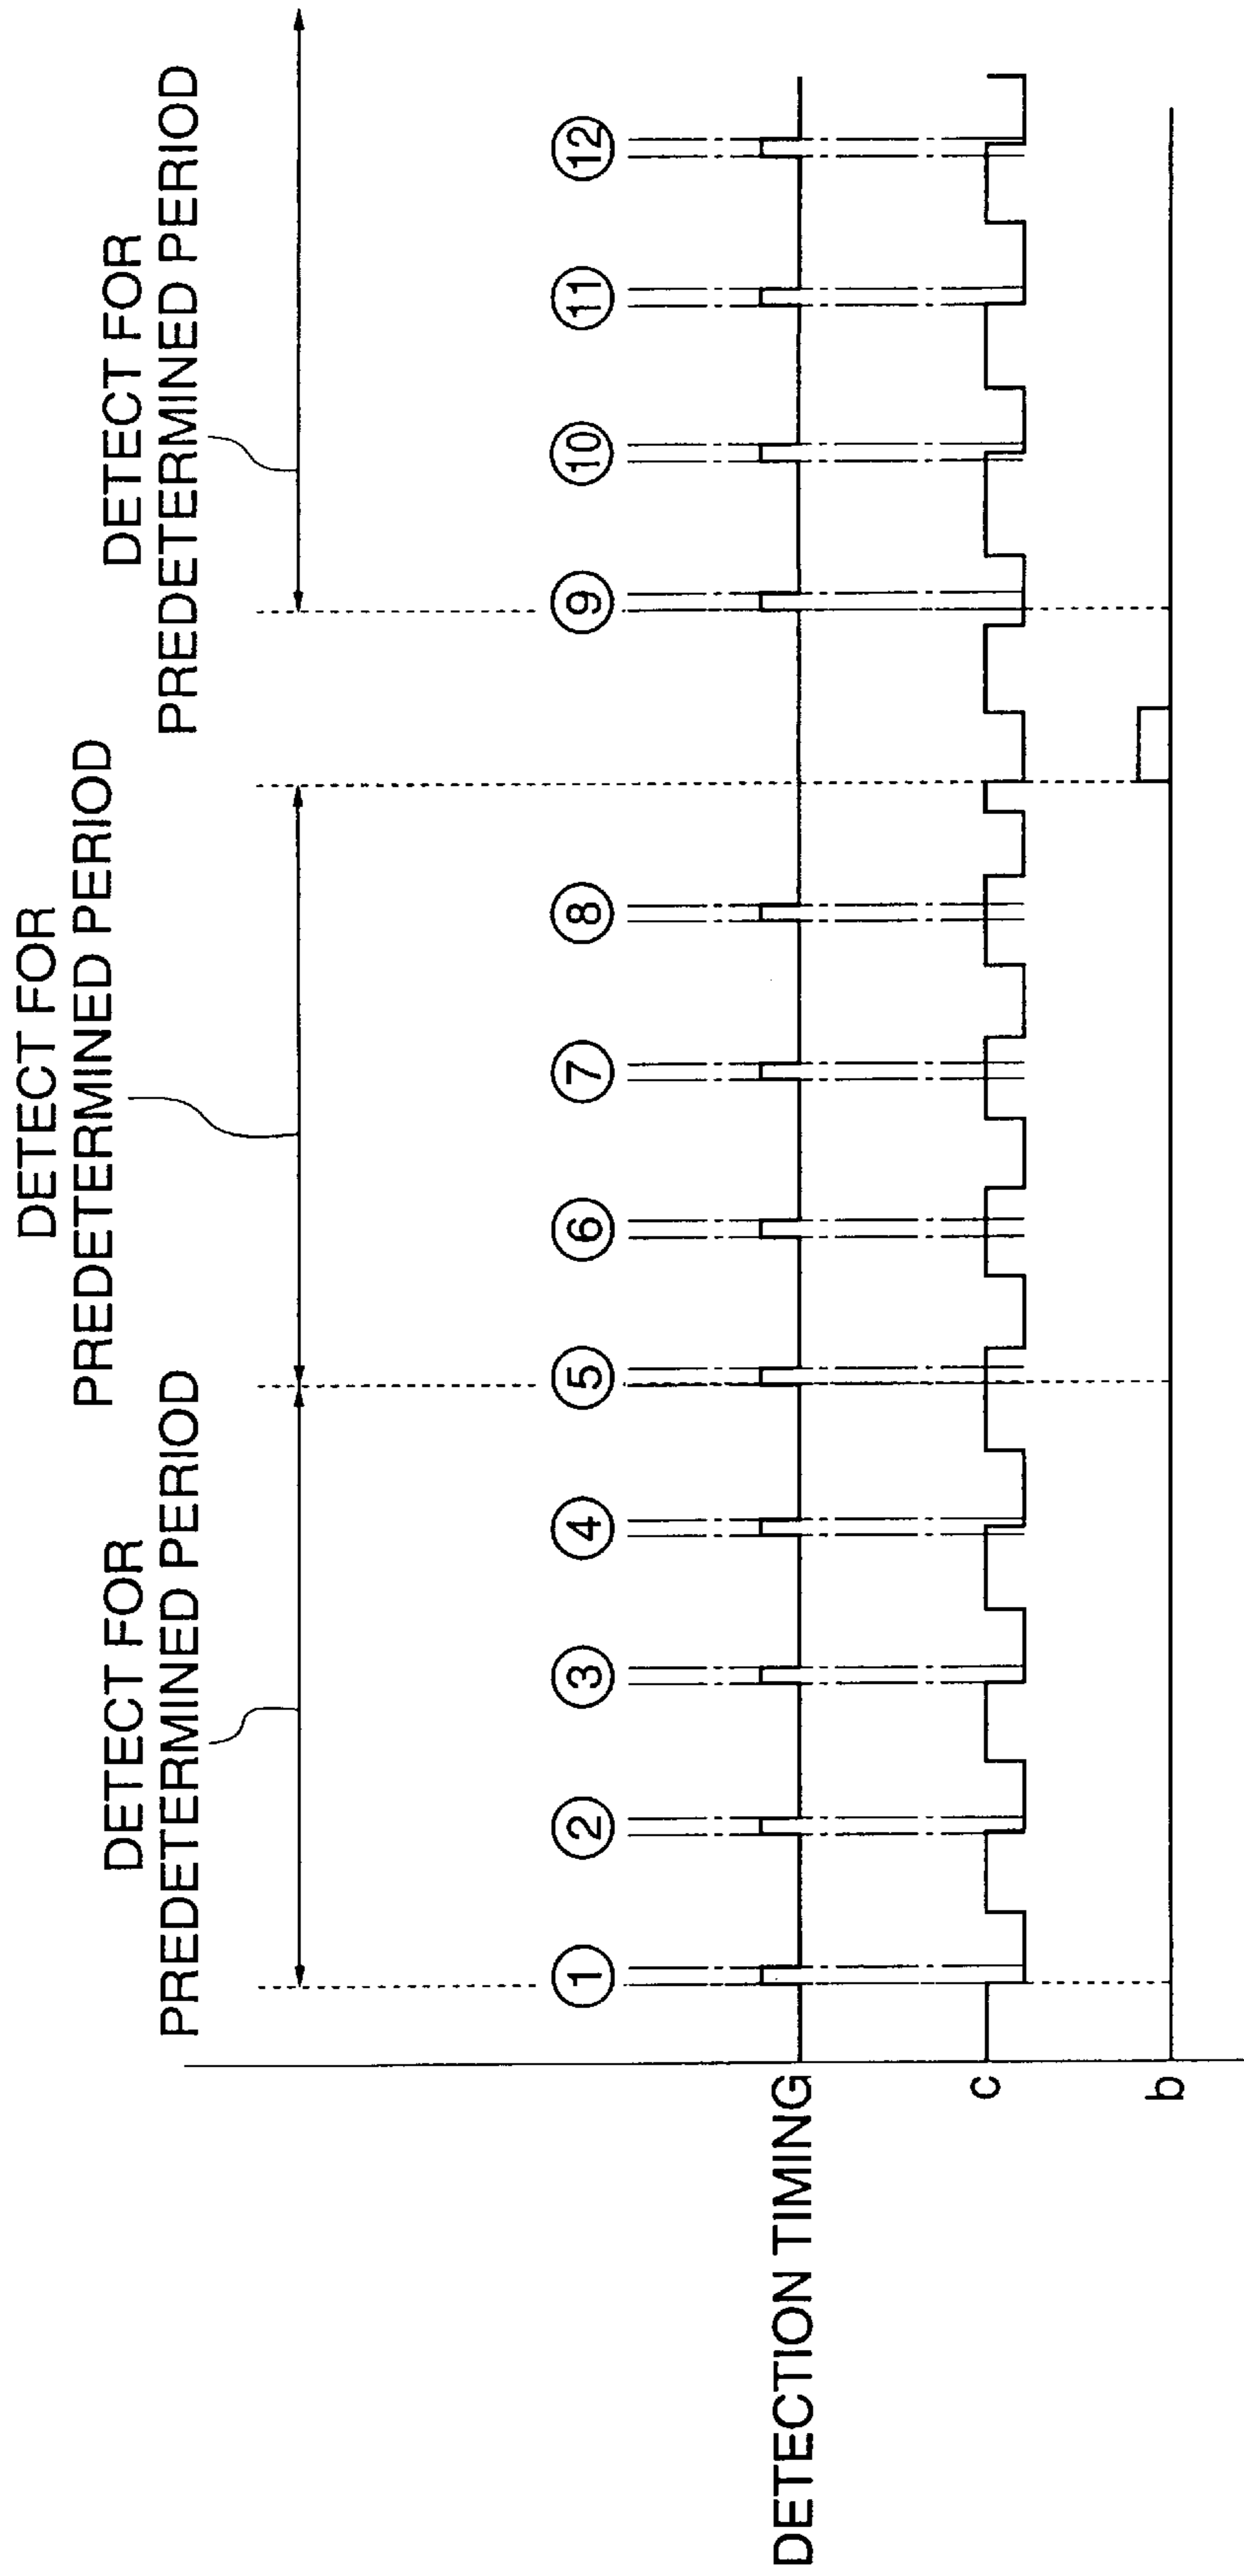 DETECT FOR
PREDETERMINED PERIOD
DETECT FOR
PREDETERMINED PERIOD
DETECT FOR
PREDETERMINED PERIOD
① ② ③ ④ ⑤ ⑥ ⑦ ⑧ ⑨ ⑩ ⑪ ⑫
DETECTION TIMING
c
b